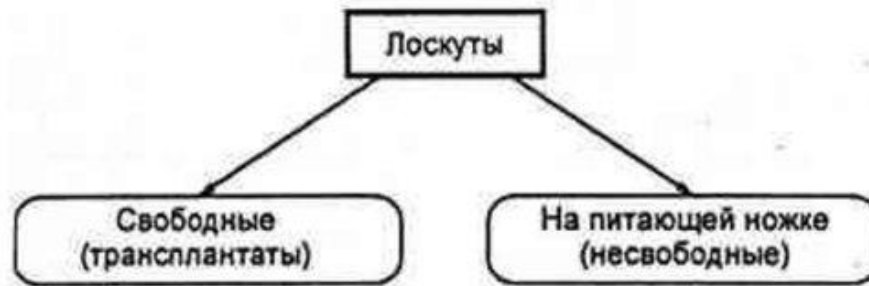 Лоскуты
Свободные
(трансплантаты)
На питающей ножке
(несвободные)